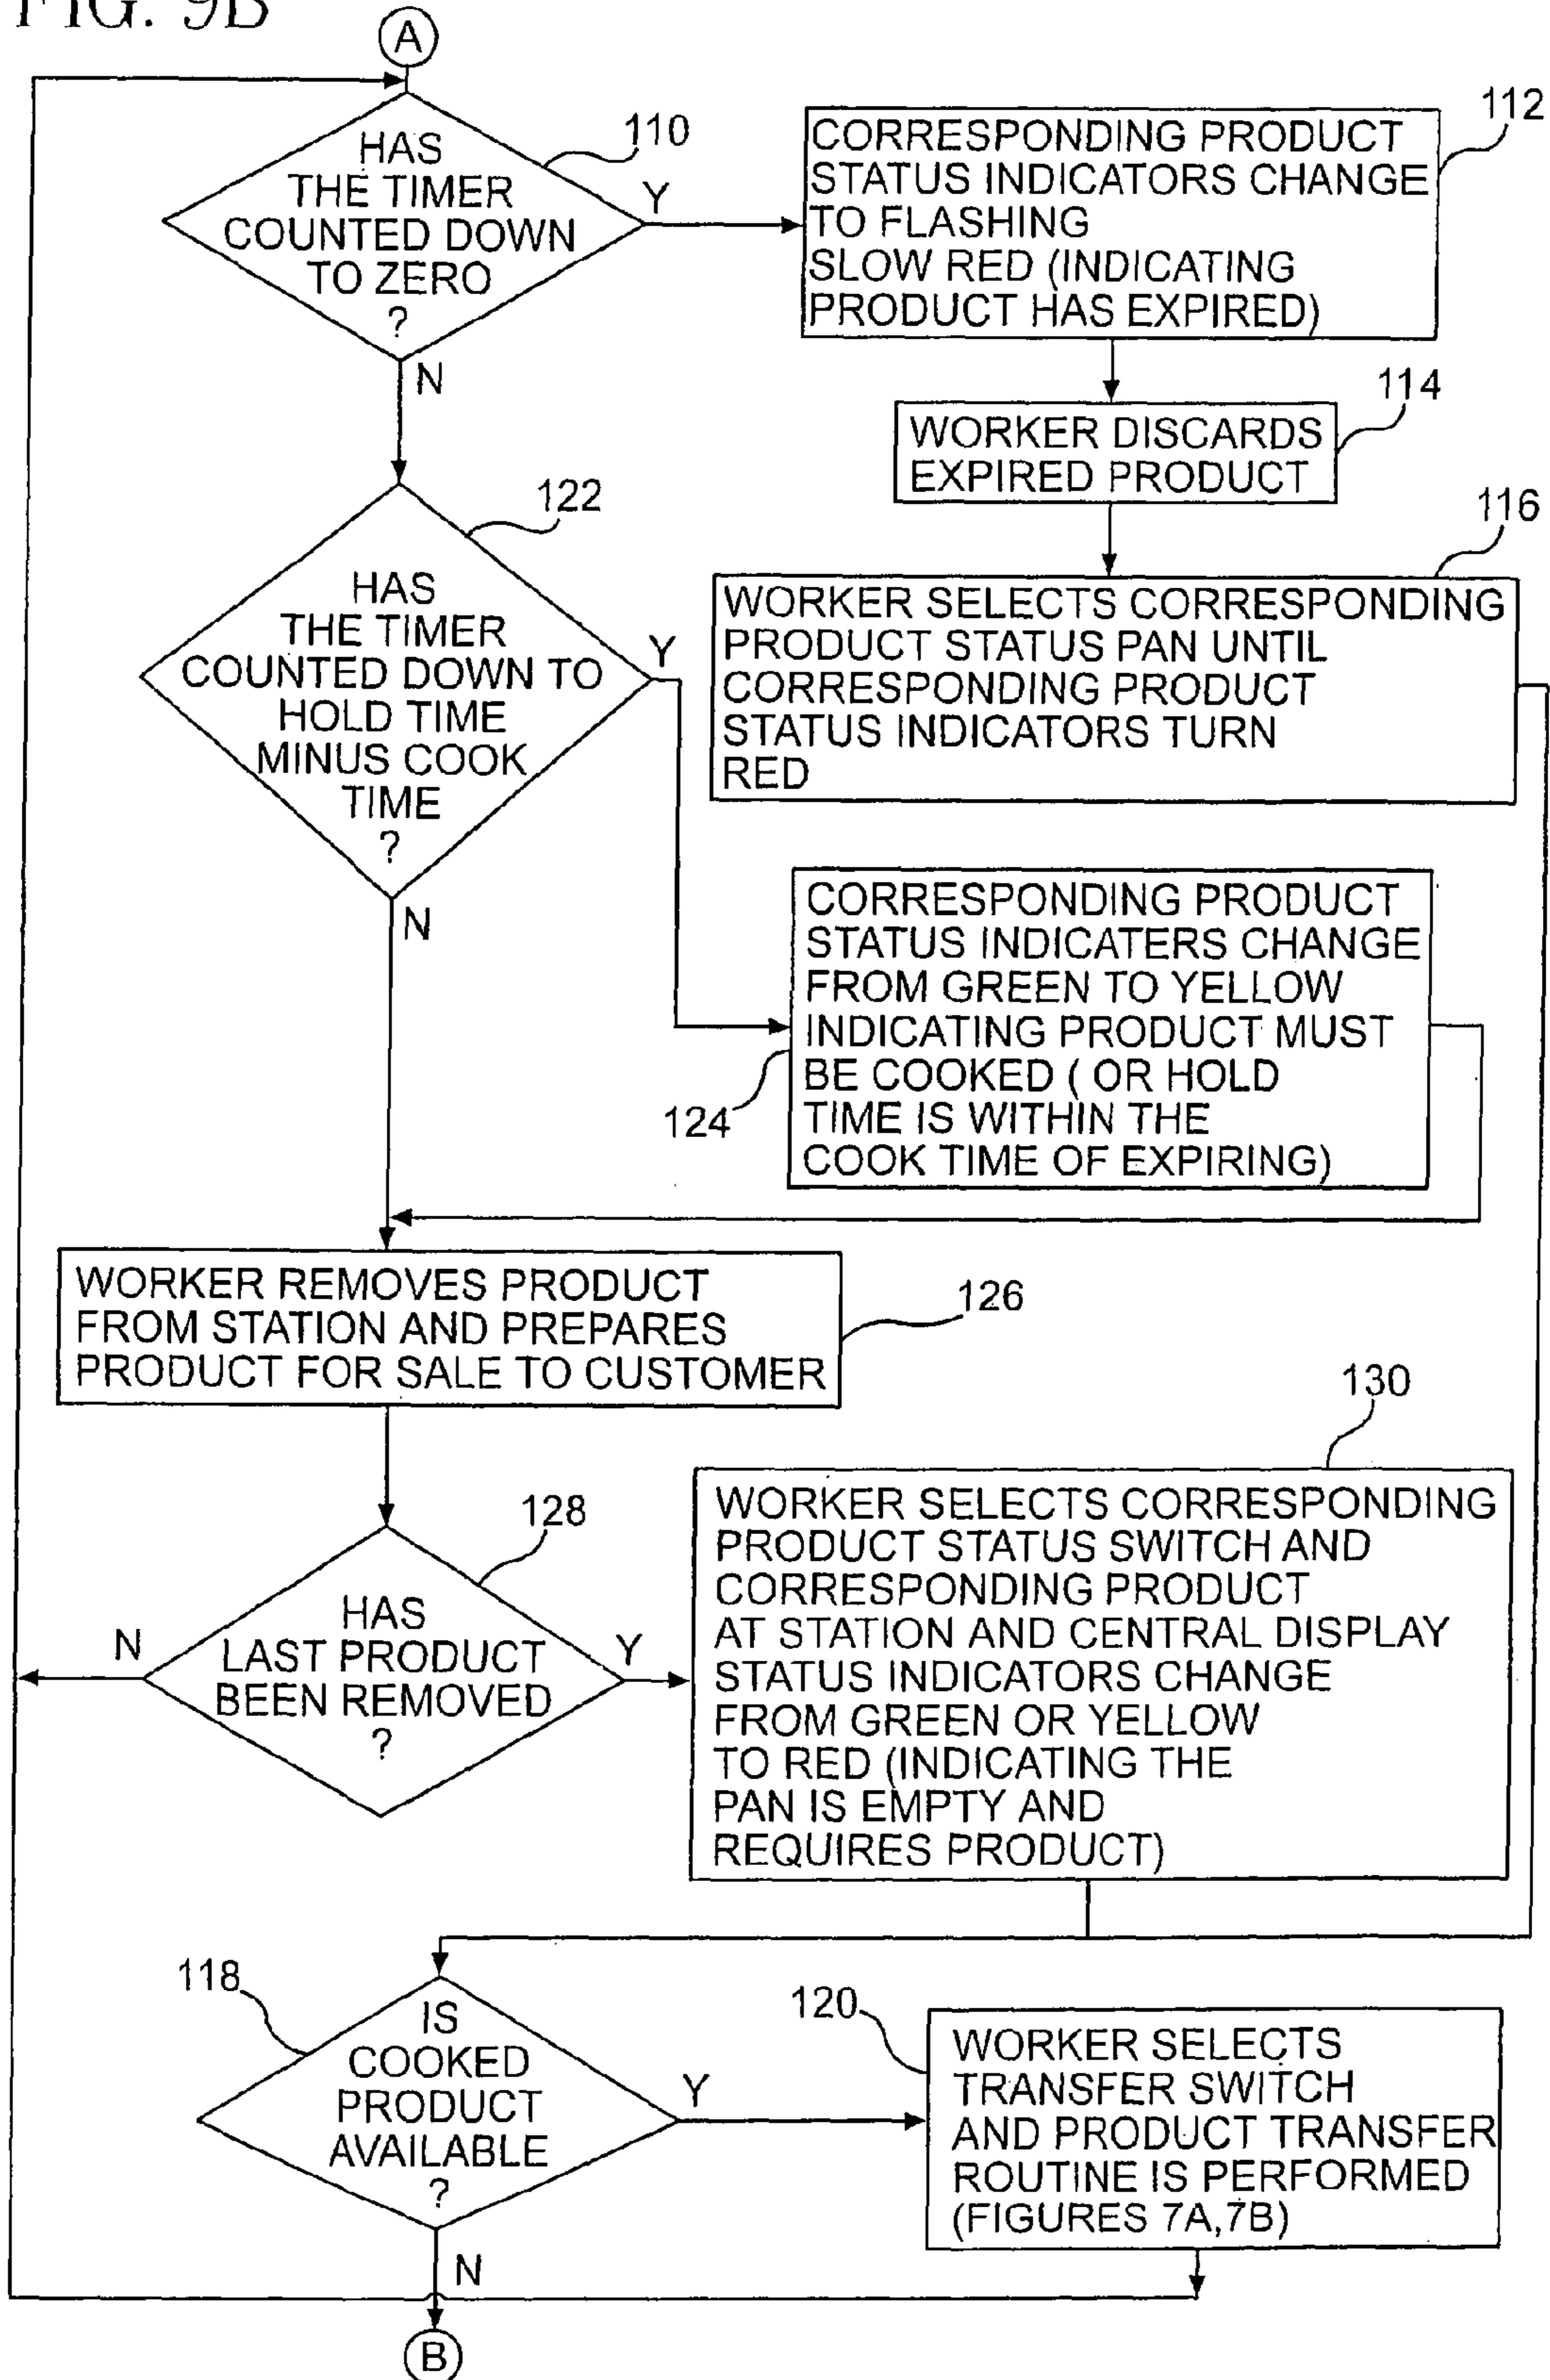 FIG. 9B
A
HAS
THE TIMER
COUNTED DOWN
TO ZERO
?
110
Y
N
CORRESPONDING PRODUCT
STATUS INDICATORS CHANGE
TO FLASHING
SLOW RED (INDICATING
PRODUCT HAS EXPIRED)
112
WORKER DISCARDS
EXPIRED PRODUCT
114
WORKER SELECTS CORRESPONDING
PRODUCT STATUS PAN UNTIL
CORRESPONDING PRODUCT
STATUS INDICATORS TURN
RED
116
HAS
THE TIMER
COUNTED DOWN TO
HOLD TIME
MINUS COOK
TIME
?
122
Y
N
CORRESPONDING PRODUCT
STATUS INDICATERS CHANGE
FROM GREEN TO YELLOW
INDICATING PRODUCT MUST
BE COOKED ( OR HOLD
TIME IS WITHIN THE
COOK TIME OF EXPIRING)
124
WORKER REMOVES PRODUCT
FROM STATION AND PREPARES
PRODUCT FOR SALE TO CUSTOMER
126
HAS
LAST PRODUCT
BEEN REMOVED
?
128
N
Y
WORKER SELECTS CORRESPONDING
PRODUCT STATUS SWITCH AND
CORRESPONDING PRODUCT
AT STATION AND CENTRAL DISPLAY
STATUS INDICATORS CHANGE
FROM GREEN OR YELLOW
TO RED (INDICATING THE
PAN IS EMPTY AND
REQUIRES PRODUCT)
130
IS
COOKED
PRODUCT
AVAILABLE
?
118
Y
N
WORKER SELECTS
TRANSFER SWITCH
AND PRODUCT TRANSFER
ROUTINE IS PERFORMED
(FIGURES 7A,7B)
120
B